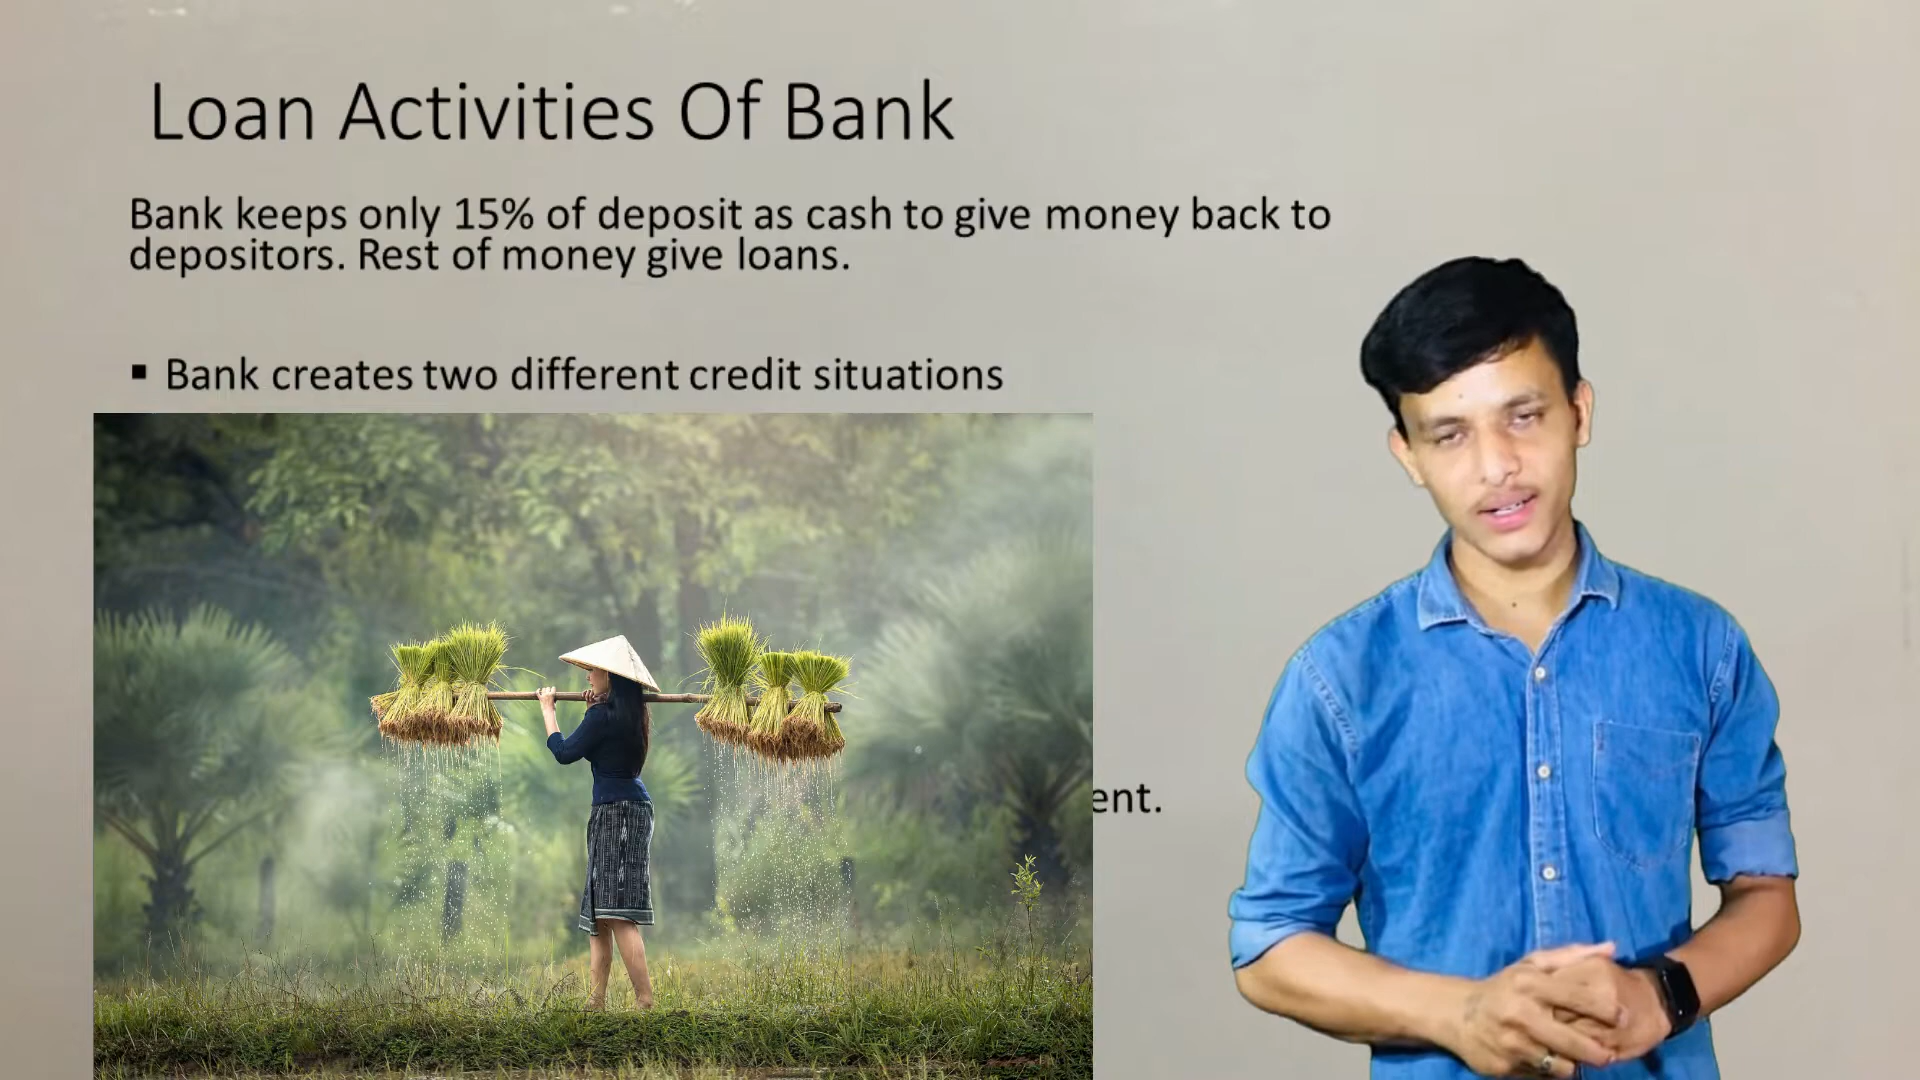 Loan Activities Of Bank
Bank keeps only 15% of deposit as cash to give money back to
depositors. Rest of money give loans.
▪ Bank creates two different credit situations